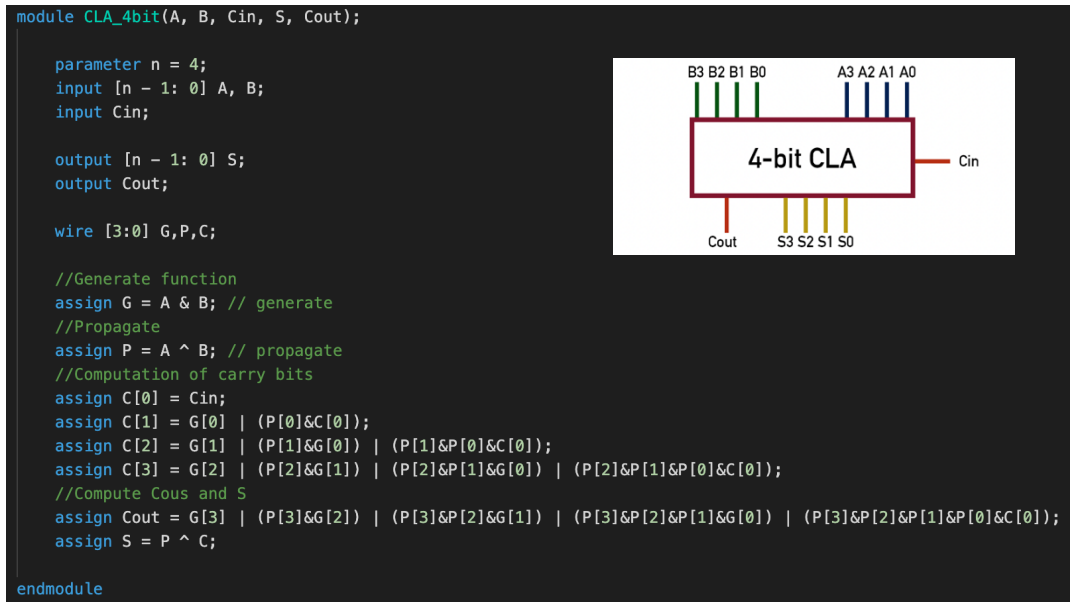 module CLA_4bit(A, B, Cin, S, Cout);
parameter n = 4;
input [n - 1: 0] A, B;
input Cin;
output [n - 1: 0] S;
output Cout;
wire [3:0] G,P,C;
//Generate function
assign G = A & B; // generate
//Propagate
assign P = A ^ B; // propagate
//Computation of carry bits
assign C[0] = Cin;
assign C[1] = G[0] | (P[0]&C[0]);
assign C[2] = G[1] | (P[1]&G[0]) | (P[1]&P[0]&C[0]);
assign C[3] = G[2] | (P[2]&G[1]) | (P[2]&P[1]&G[0]) | (P[2]&P[1]&P[0]&C[0]);
//Compute Cous and S
assign Cout = G[3] | (P[3]&G[2]) | (P[3]&P[2]&G[1]) | (P[3]&P[2]&P[1]&G[0]) | (P[3]&P[2]&P[1]&P[0]&C[0]);
assign S = P ^ C;
endmodule
B3 B2 B1 B0 A3 A2 A1 A0
4-bit CLA
Cin
Cout S3 S2 S1 S0